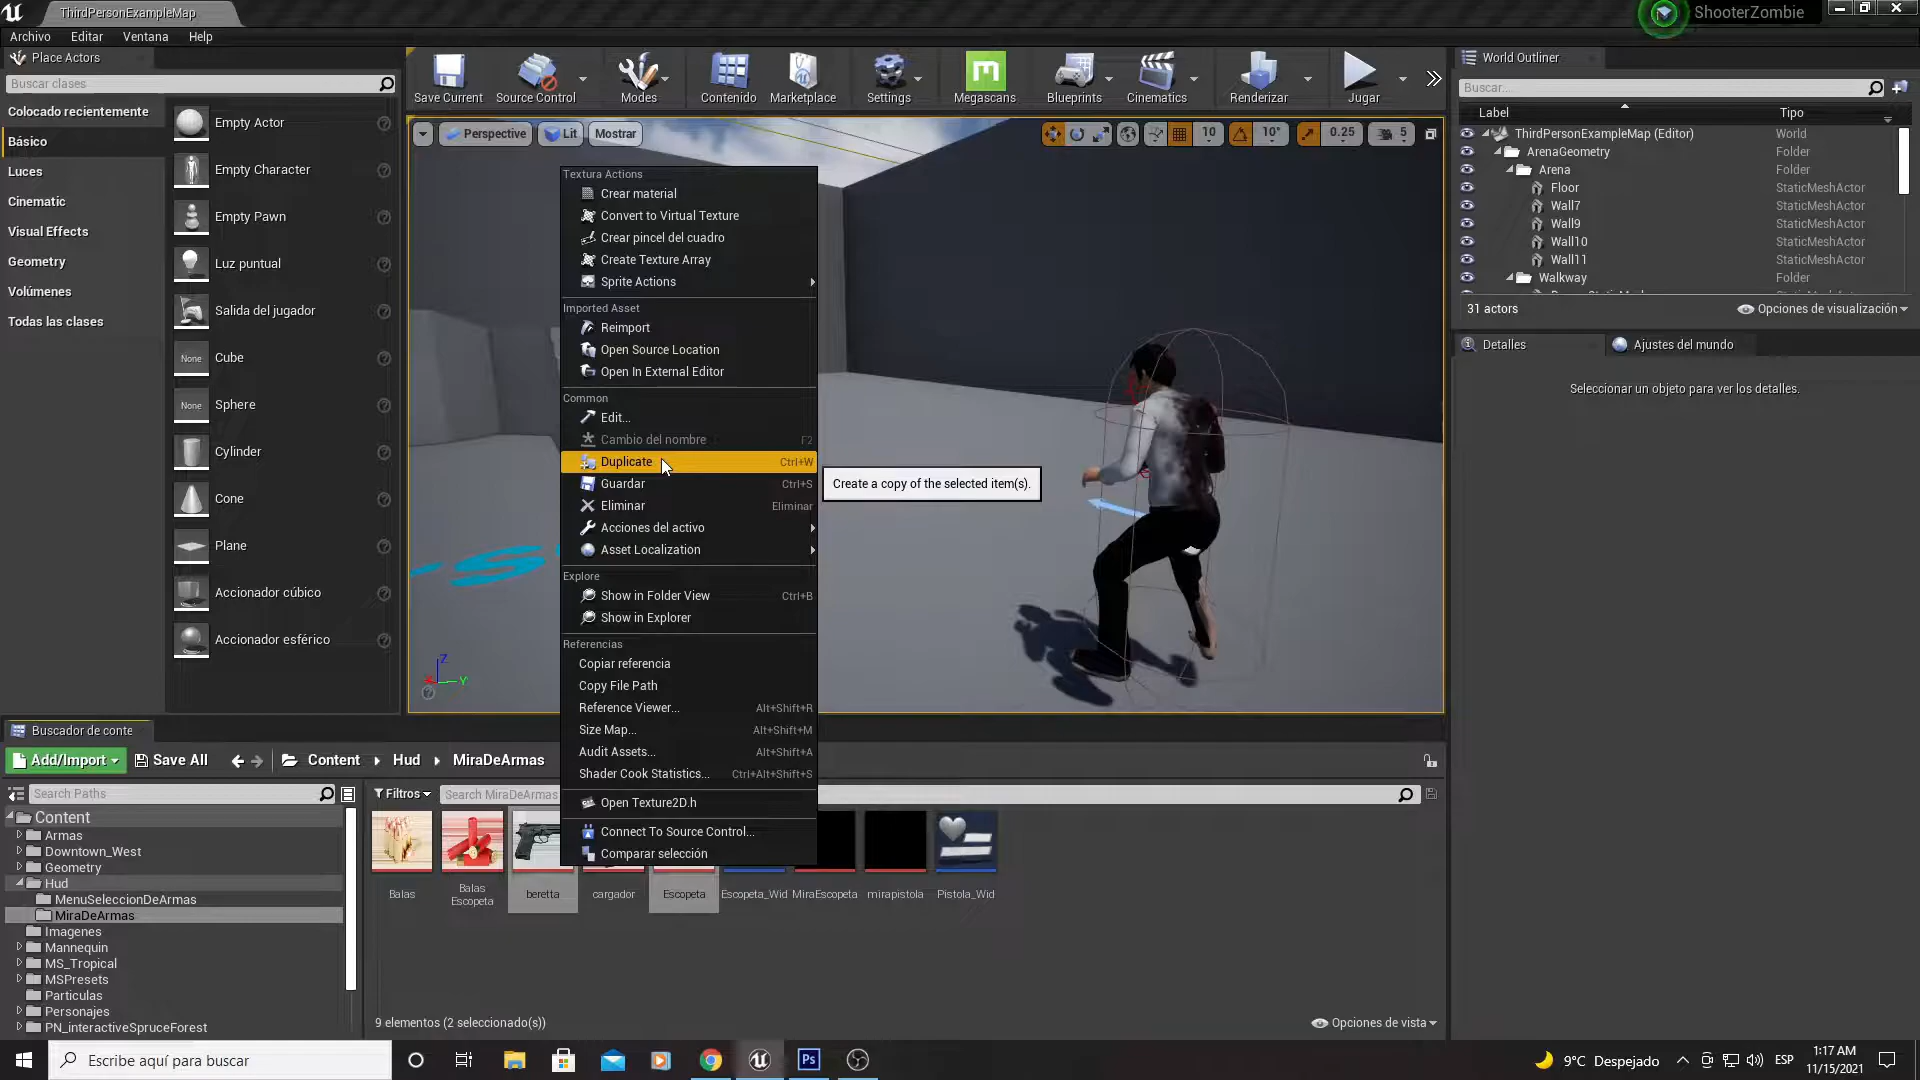 ThirdPersonExampleMap
ShooterZombie
Archivo
Editar
Ventana
Help
Place Actors
Buscar clases
Colocado recientemente
Básico
Luces
Cinematic
Visual Effects
Geometry
Volúmenes
Todas las clases
Empty Actor
Empty Character
Empty Pawn
Luz puntual
Salida del jugador
None
Cube
None
Sphere
Cylinder
Cone
Plane
Accionador cúbico
Accionador esférico
Save Current
Source Control
Modes
Contenido
Marketplace
Settings
Megascans
Blueprints
Cinematics
Renderizar
Jugar
Perspective
Lit
Mostrar
10
10°
0.25
5
Textura Actions
Crear material
Convert to Virtual Texture
Crear pincel del cuadro
Create Texture Array
Sprite Actions
Imported Asset
Reimport
Open Source Location
Open In External Editor
Common
Edit...
Cambio del nombre F2
Duplicate Ctrl+W
Guardar Ctrl+S
Eliminar Eliminar
Acciones del activo
Asset Localization
Explore
Show in Folder View Ctrl+B
Show in Explorer
Referencias
Copiar referencia
Copy File Path
Reference Viewer... Alt+Shift+R
Size Map... Alt+Shift+M
Audit Assets... Alt+Shift+A
Shader Cook Statistics... Ctrl+Alt+Shift+S
Open Texture2D.h
Connect To Source Control...
Comparar selección
Create a copy of the selected item(s).
Z
X
Y
World Outliner
Buscar...
Label Tipo
ThirdPersonExampleMap (Editor) World
ArenaGeometry Folder
Arena Folder
Floor StaticMeshActor
Wall7 StaticMeshActor
Wall9 StaticMeshActor
Wall10 StaticMeshActor
Wall11 StaticMeshActor
Walkway Folder
31 actors
Opciones de visualización
Detalles
Ajustes del mundo
Seleccionar un objeto para ver los detalles.
Buscador de conte
Add/Import
Save All
Content
Hud
MiraDeArmas
Search Paths
Filtros
Search MiraDeArmas
Content
Armas
Downtown_West
Geometry
Hud
MenuSeleccionDeArmas
MiraDeArmas
Imagenes
Mannequin
MS_Tropical
MSPresets
Particulas
Personajes
PN_interactiveSpruceForest
Balas
Balas
Escopeta
beretta
cargador
Escopeta
Escopeta_Wid
MiraEscopeta
mirapistola
Pistola_Wid
9 elementos (2 seleccionado(s))
Opciones de vista
Escribe aquí para buscar
Ps
9°C Despejado
ESP
1:17 AM
11/15/2021